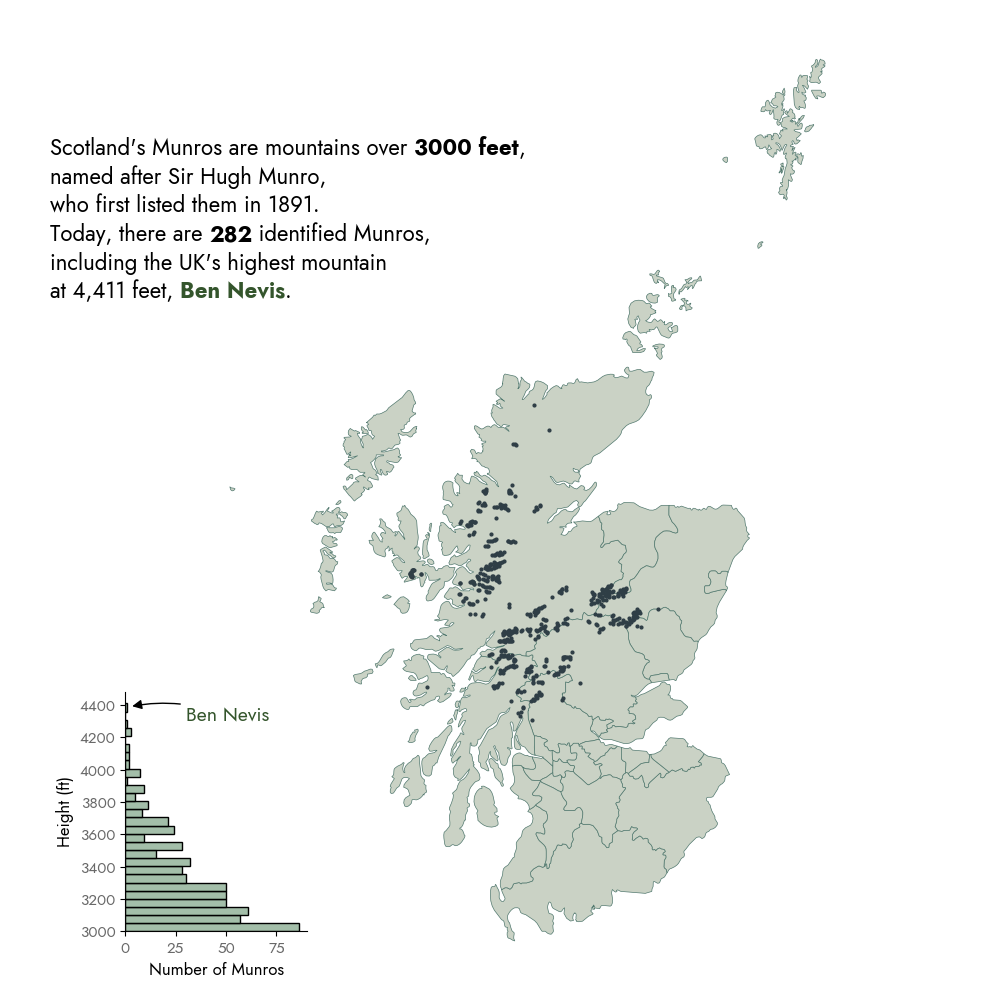 Scotland's Munros are mountains over 3000 feet,
named after Sir Hugh Munro,
who first listed them in 1891.
Today, there are 282 identified Munros,
including the UK's highest mountain
at 4,411 feet, Ben Nevis.
4400
Ben Nevis
4200
4000
3800
3600
3400
3200
3000
Height (ft)
0 25 50 75
Number of Munros